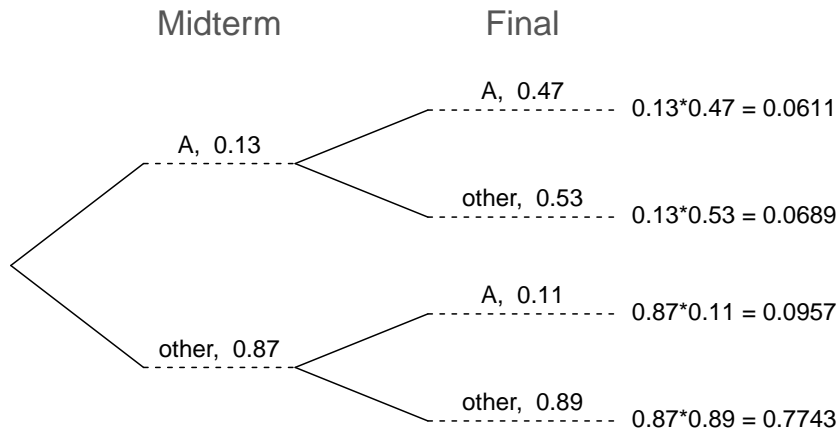 Midterm Final
A, 0.47
0.13*0.47 = 0.0611
A, 0.13
other, 0.53
0.13*0.53 = 0.0689
A, 0.11
0.87*0.11 = 0.0957
other, 0.87
other, 0.89
0.87*0.89 = 0.7743